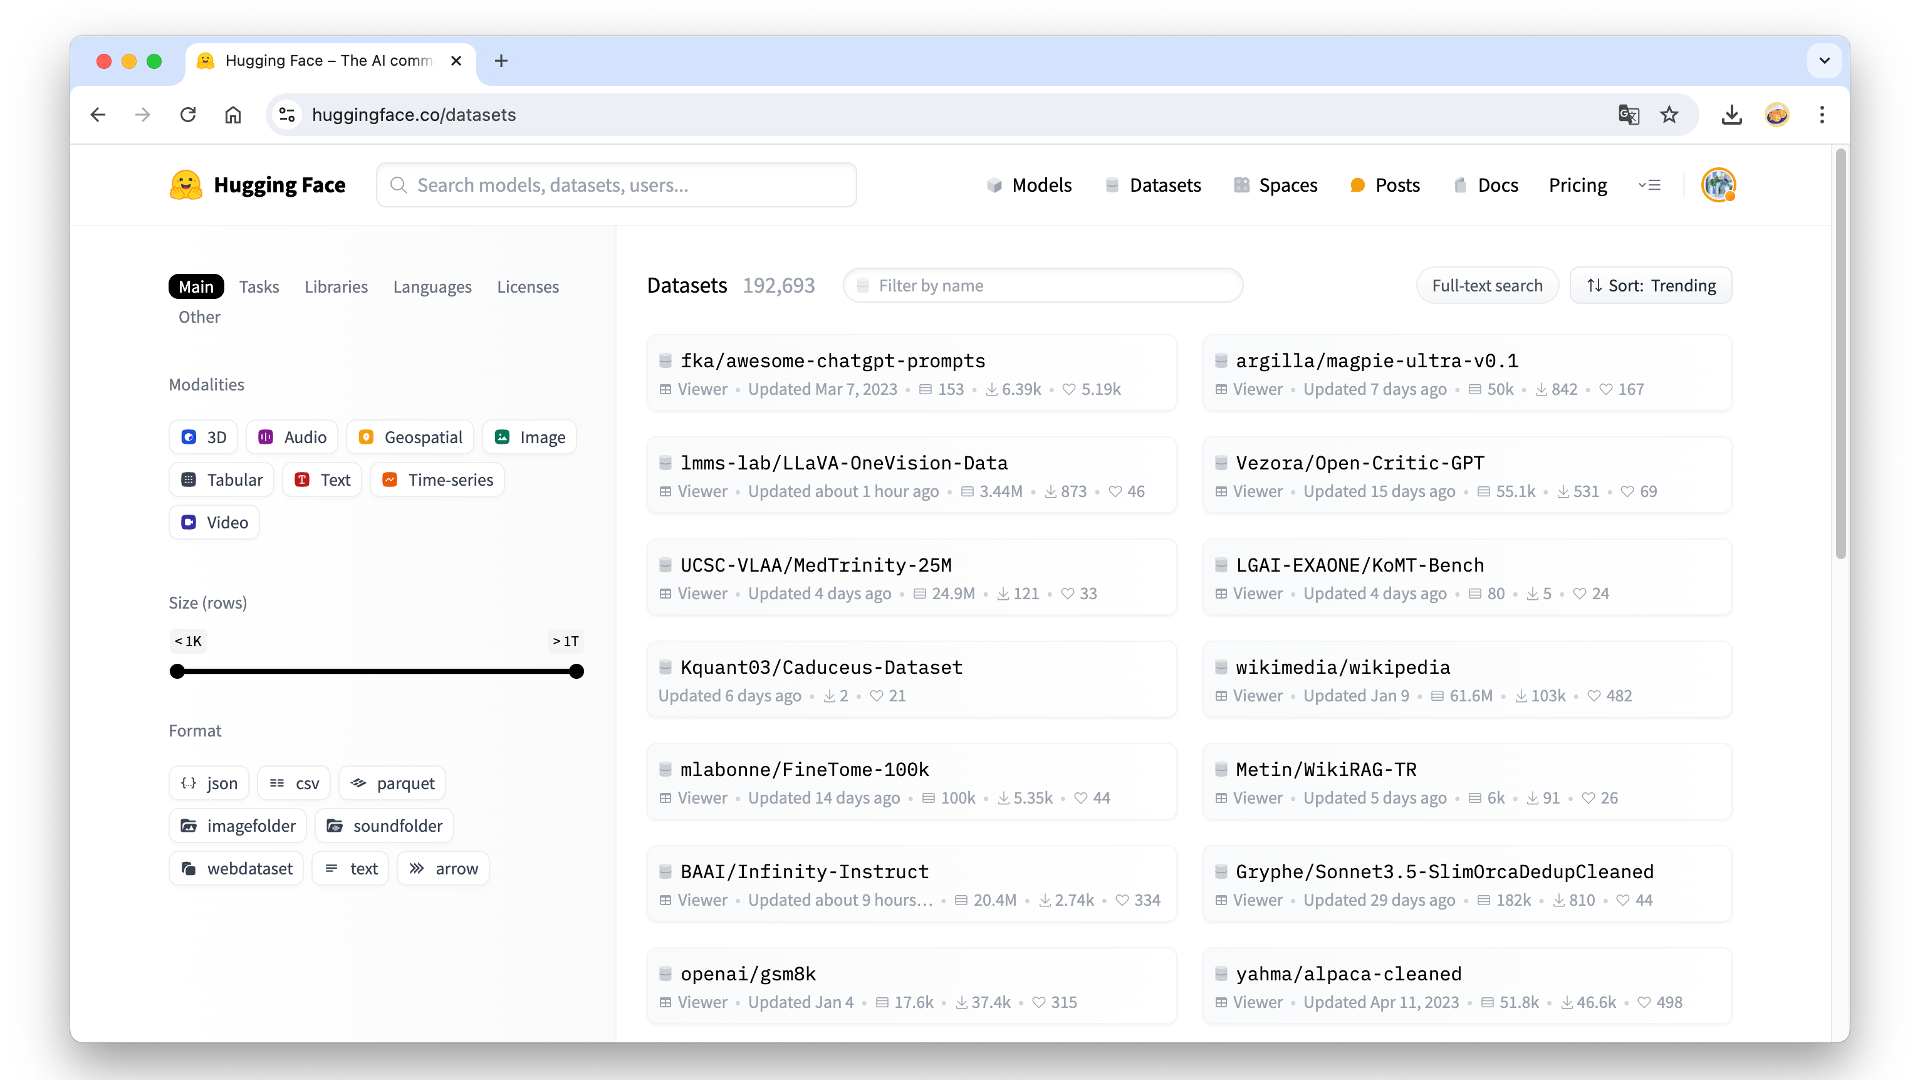 Hugging Face – The AI comm
huggingface.co/datasets
Hugging Face
Search models, datasets, users...
Models
Datasets
Spaces
Posts
Docs
Pricing
Main Tasks Libraries Languages Licenses
Other
Modalities
3D Audio Geospatial Image
Tabular Text Time-series
Video
Size (rows)
< 1K > 1T
Format
json csv parquet
imagefolder soundfolder
webdataset text arrow
Datasets 192,693 Filter by name Full-text search Sort: Trending
fka/awesome-chatgpt-prompts
Viewer • Updated Mar 7, 2023 • 153 • 6.39k • 5.19k
argilla/magpie-ultra-v0.1
Viewer • Updated 7 days ago • 50k • 842 • 167
lmms-lab/LLaVA-OneVision-Data
Viewer • Updated about 1 hour ago • 3.44M • 873 • 46
Vezora/Open-Critic-GPT
Viewer • Updated 15 days ago • 55.1k • 531 • 69
UCSC-VLAA/MedTrinity-25M
Viewer • Updated 4 days ago • 24.9M • 121 • 33
LGAI-EXAONE/KoMT-Bench
Viewer • Updated 4 days ago • 80 • 5 • 24
Kquant03/Caduceus-Dataset
Updated 6 days ago • 2 • 21
wikimedia/wikipedia
Viewer • Updated Jan 9 • 61.6M • 103k • 482
mlabonne/FineTome-100k
Viewer • Updated 14 days ago • 100k • 5.35k • 44
Metin/WikiRAG-TR
Viewer • Updated 5 days ago • 6k • 91 • 26
BAAI/Infinity-Instruct
Viewer • Updated about 9 hours… • 20.4M • 2.74k • 334
Gryphe/Sonnet3.5-SlimOrcaDedupCleaned
Viewer • Updated 29 days ago • 182k • 810 • 44
openai/gsm8k
Viewer • Updated Jan 4 • 17.6k • 37.4k • 315
yahma/alpaca-cleaned
Viewer • Updated Apr 11, 2023 • 51.8k • 46.6k • 498